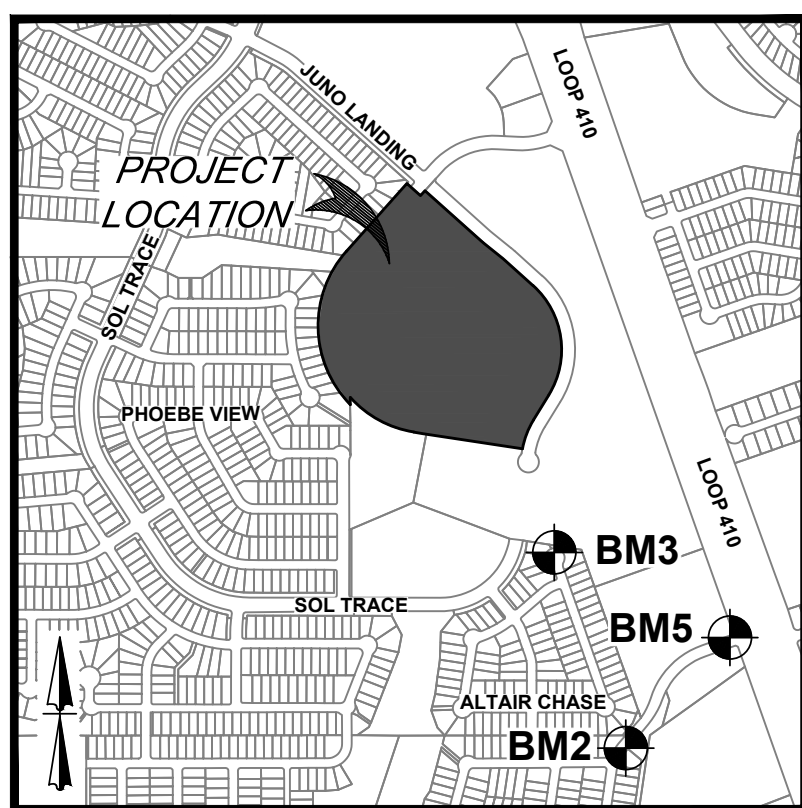 JUNO LANDING
LOOP 410
PROJECT
LOCATION
SOL TRACE
PHOEBE VIEW
LOOP 410
BM3
SOL TRACE
BM5
ALTAIR CHASE
BM2